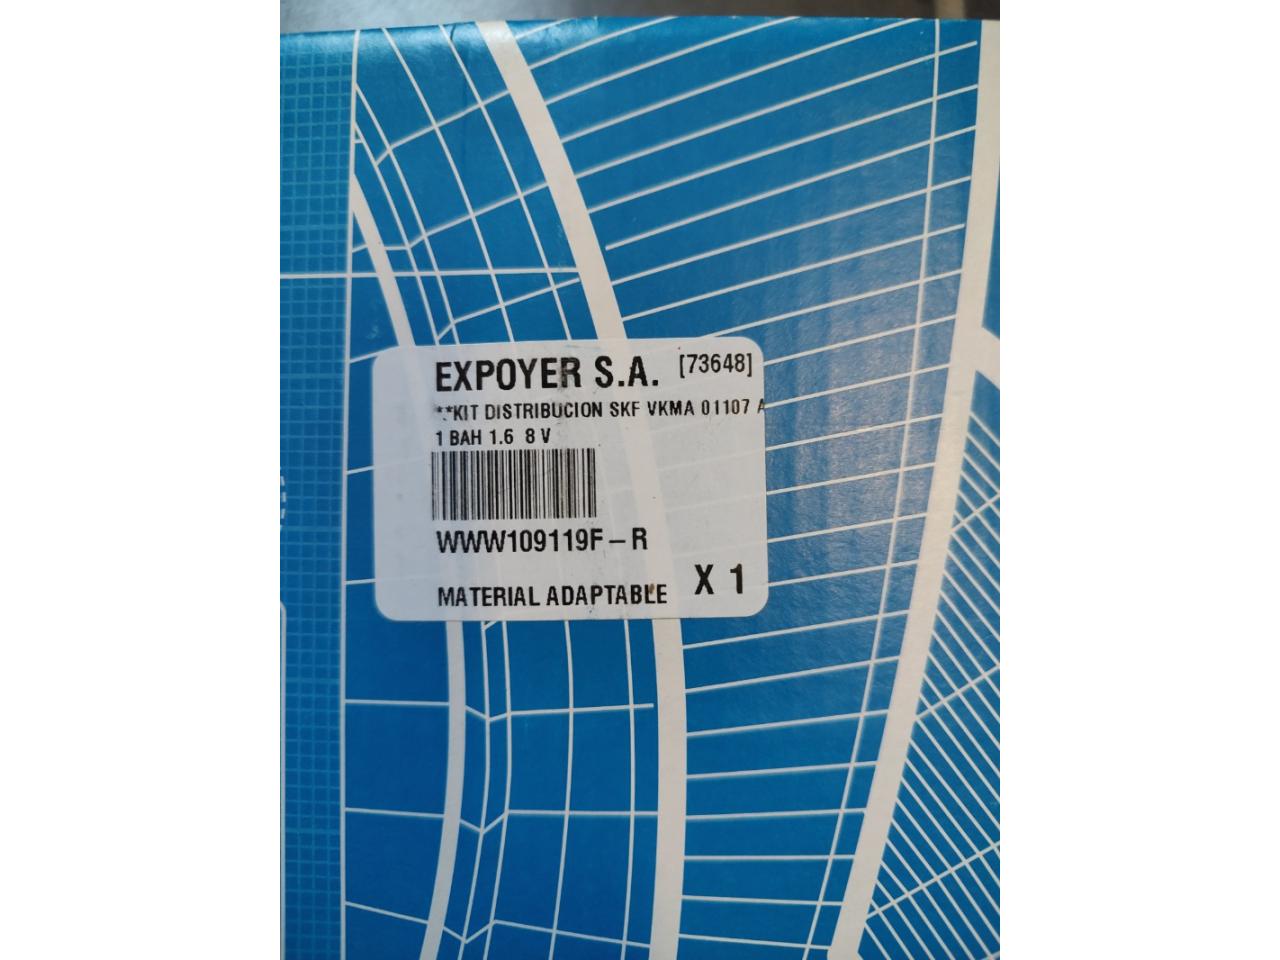 EXPOYER S.A. [73648]
**KIT DISTRIBUCION SKF VKMA 01107 A
1 BAH 1.6 8 V
WWW109119F-R
MATERIAL ADAPTABLE X 1